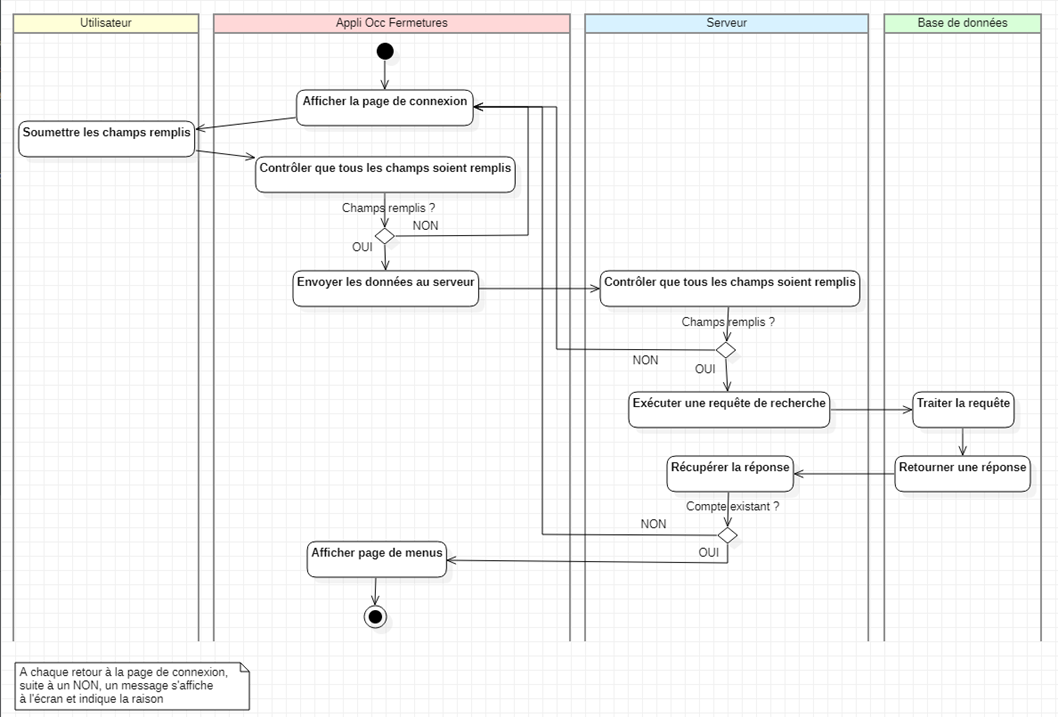 Utilisateur
Appli Occ Fermetures
Serveur
Base de données
Afficher la page de connexion
Soumettre les champs remplis
Contrôler que tous les champs soient remplis
Champs remplis ?
NON
OUI
Envoyer les données au serveur
Contrôler que tous les champs soient remplis
Champs remplis ?
NON
OUI
Exécuter une requête de recherche
Traiter la requête
Récupérer la réponse
Retourner une réponse
Compte existant ?
NON
OUI
Afficher page de menus
A chaque retour à la page de connexion,
suite à un NON, un message s'affiche
à l'écran et indique la raison